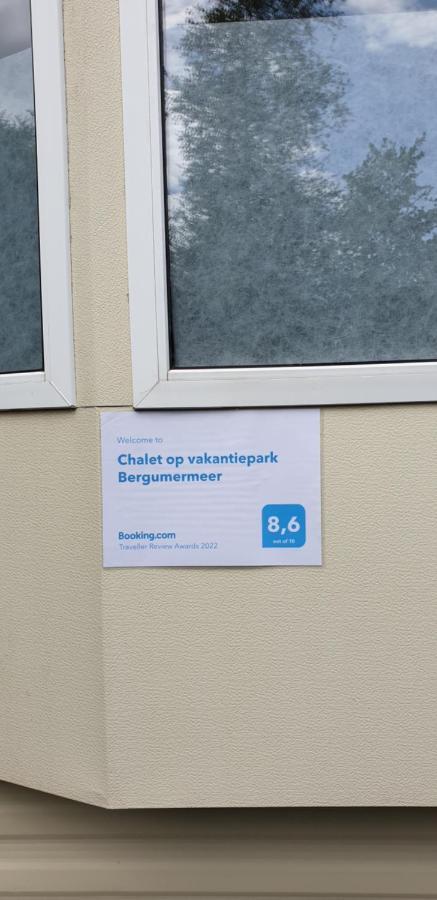 Welcome to
Chalet op vakantiepark
Bergumermeer
8,6
out of 10
Booking.com
Traveller Review Awards 2022